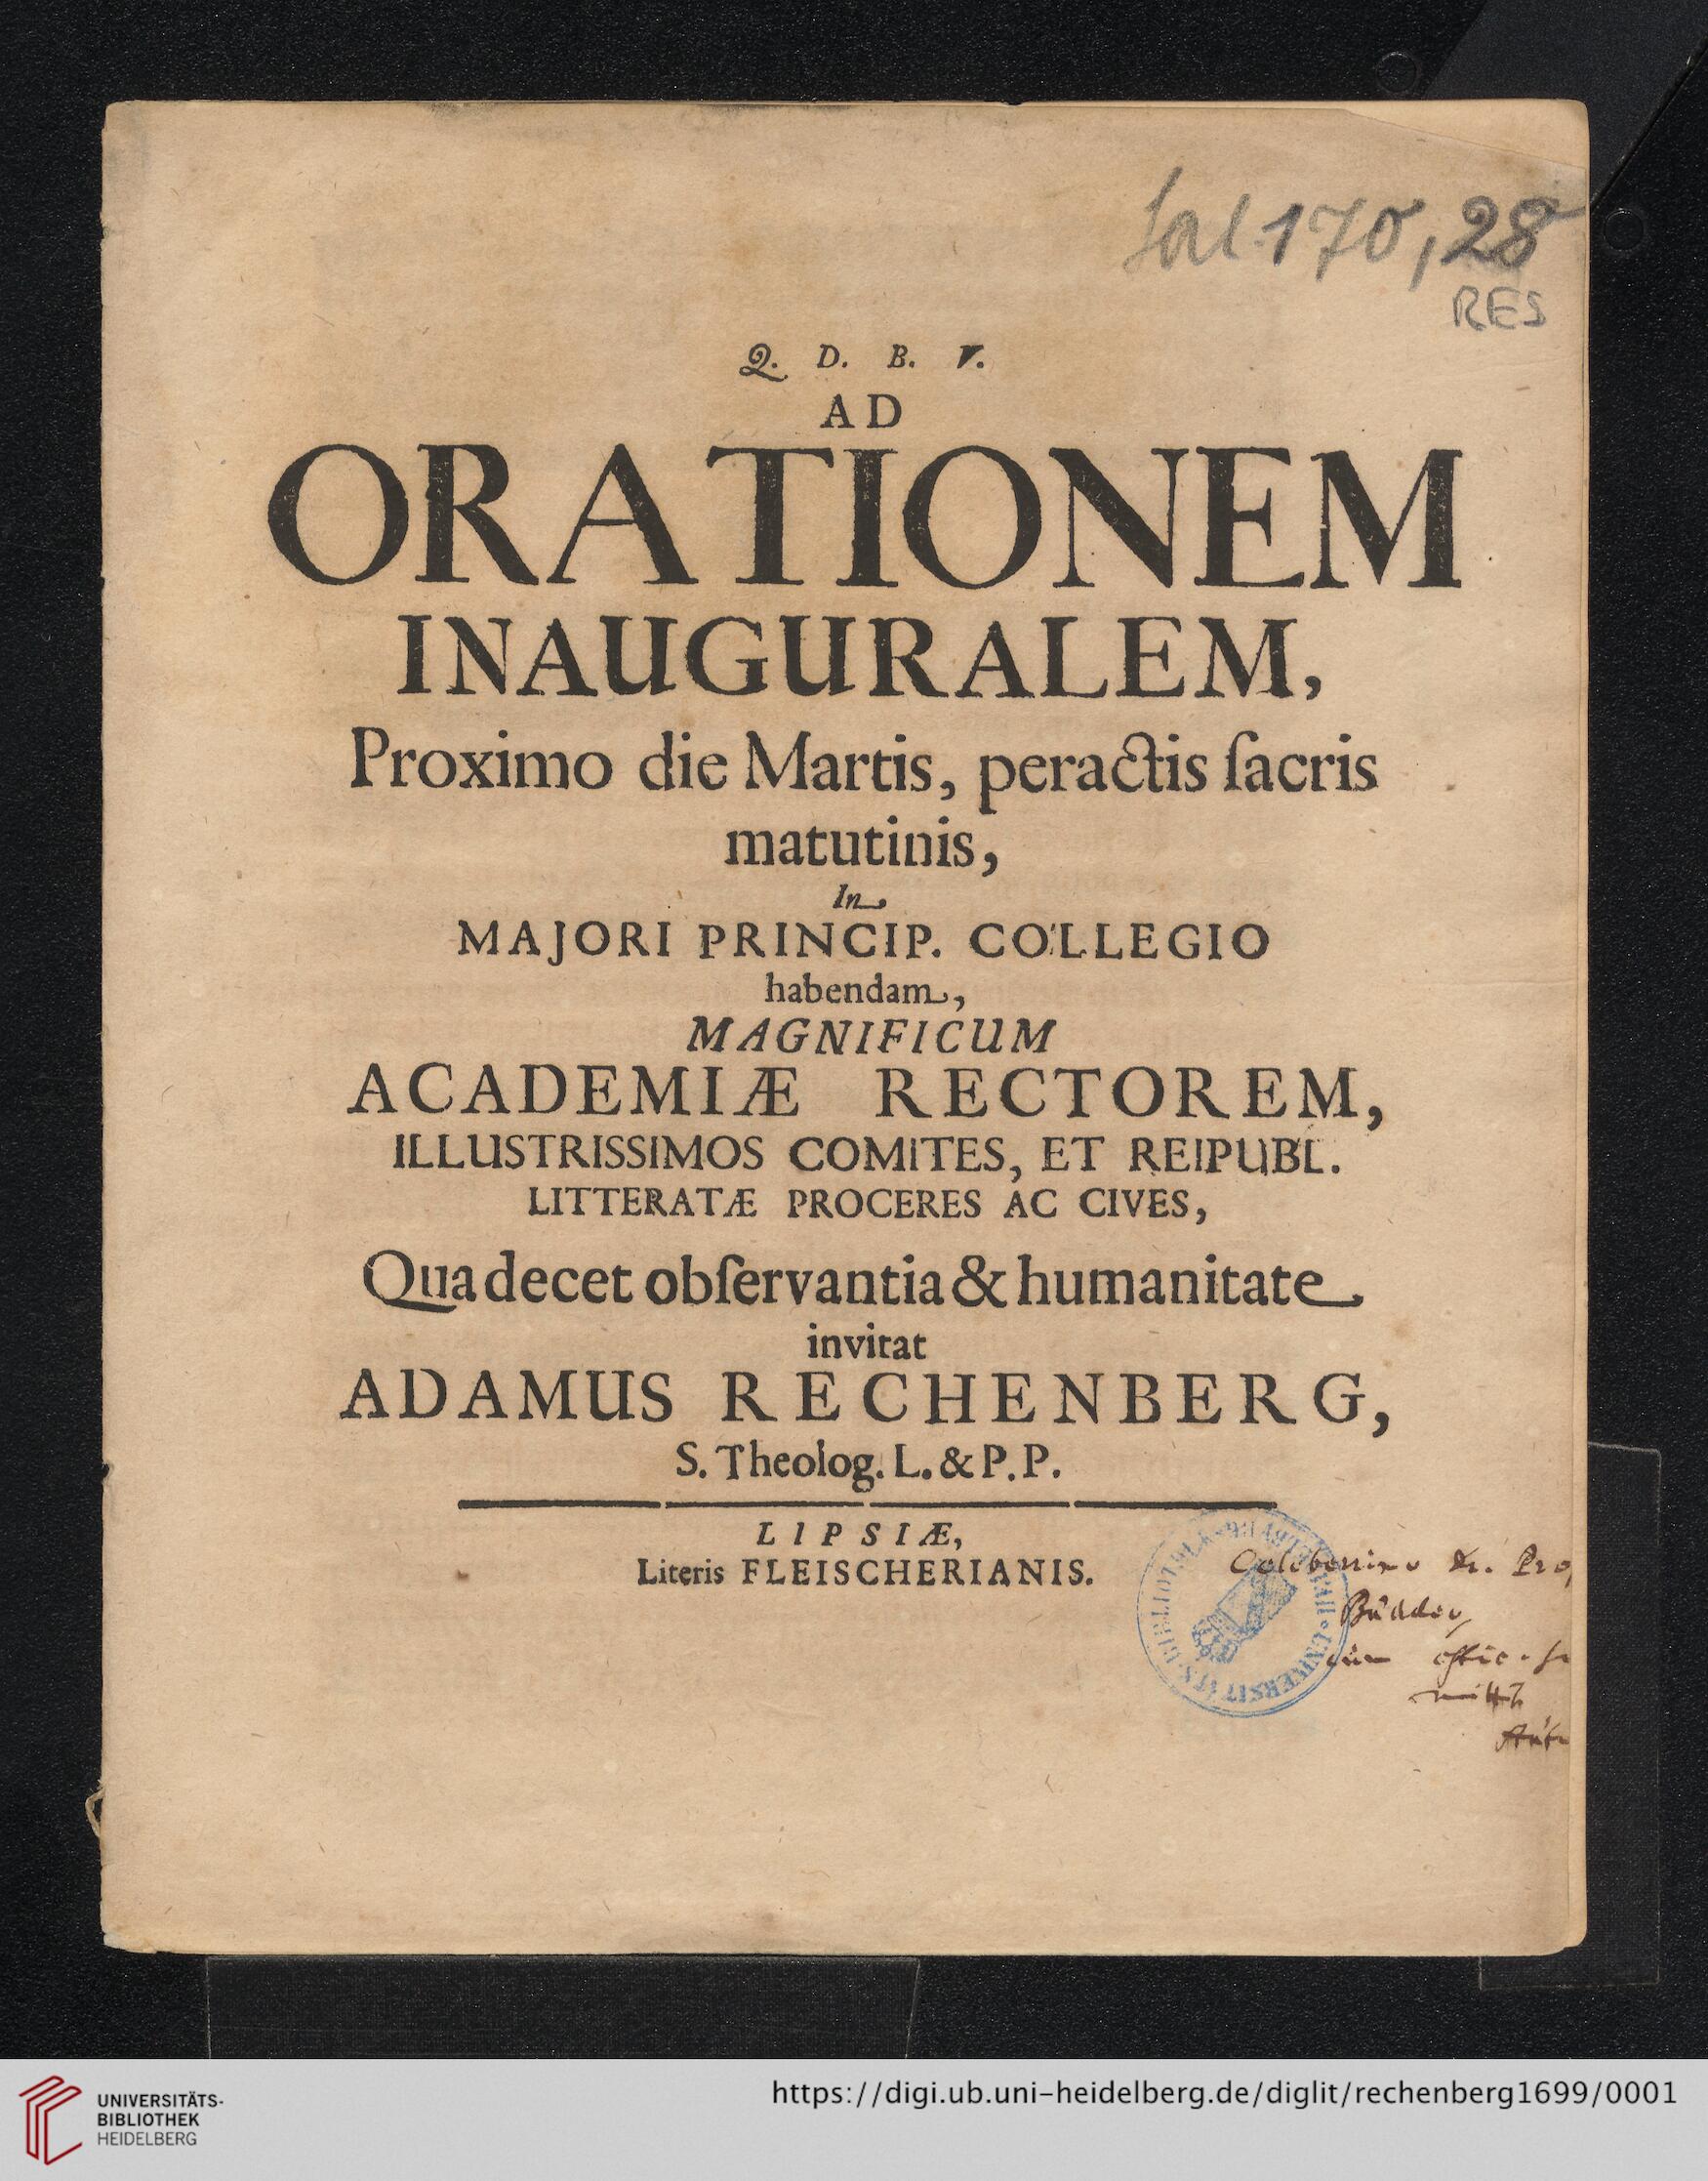 Sal.170,28
RES
Q. D. B. V.
AD
ORATIONEM
INAUGURALEM,
Proximo die Martis, peractis ſacris
matutinis,
In
MAJORI PRINCIP. COLLEGIO
habendam,
MAGNIFICUM
ACADEMIÆ RECTOREM,
ILLUSTRISSIMOS COMITES, ET REIPUBL.
LITTERATÆ PROCERES AC CIVES,
Qua decet obſervantia & humanitate
invitat
ADAMUS RECHENBERG,
S. Theolog. L. & P. P.
LIPSIÆ,
Literis FLEISCHERIANIS.
UNIVERSITÄTS-
BIBLIOTHEK
HEIDELBERG
https://digi.ub.uni-heidelberg.de/diglit/rechenberg1699/0001